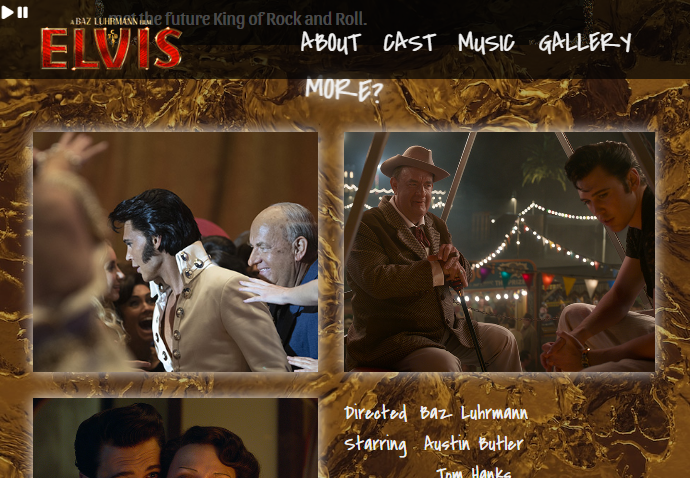 meet the future King of Rock and Roll.
A BAZ LUHRMANN FILM
ELVIS
ABOUT CAST MUSIC GALLERY
MORE?
Directed Baz Luhrmann
Starring Austin Butler
Tom Hanks